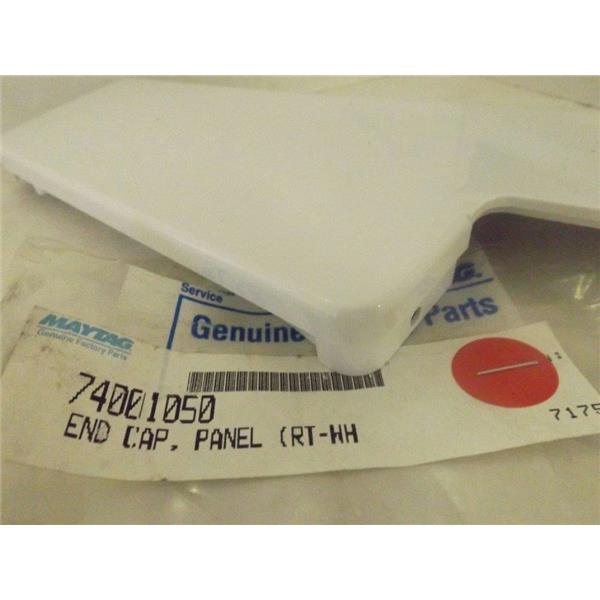 Service
Genuine Parts
G.
MAYTAG
Genuine Factory Parts
74001050
END CAP, PANEL (RT-WH
7175